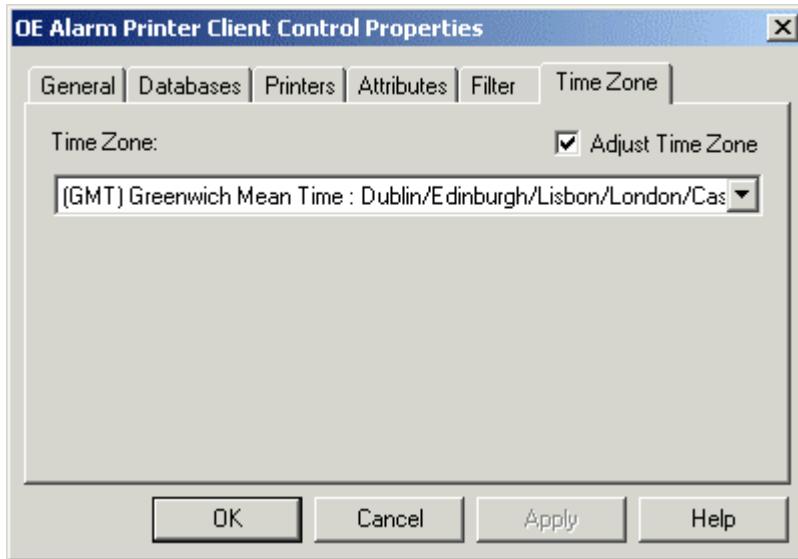 OE Alarm Printer Client Control Properties
General Databases Printers Attributes Filter Time Zone
Time Zone: Adjust Time Zone
(GMT) Greenwich Mean Time : Dublin/Edinburgh/Lisbon/London/Cas
OK Cancel Apply Help